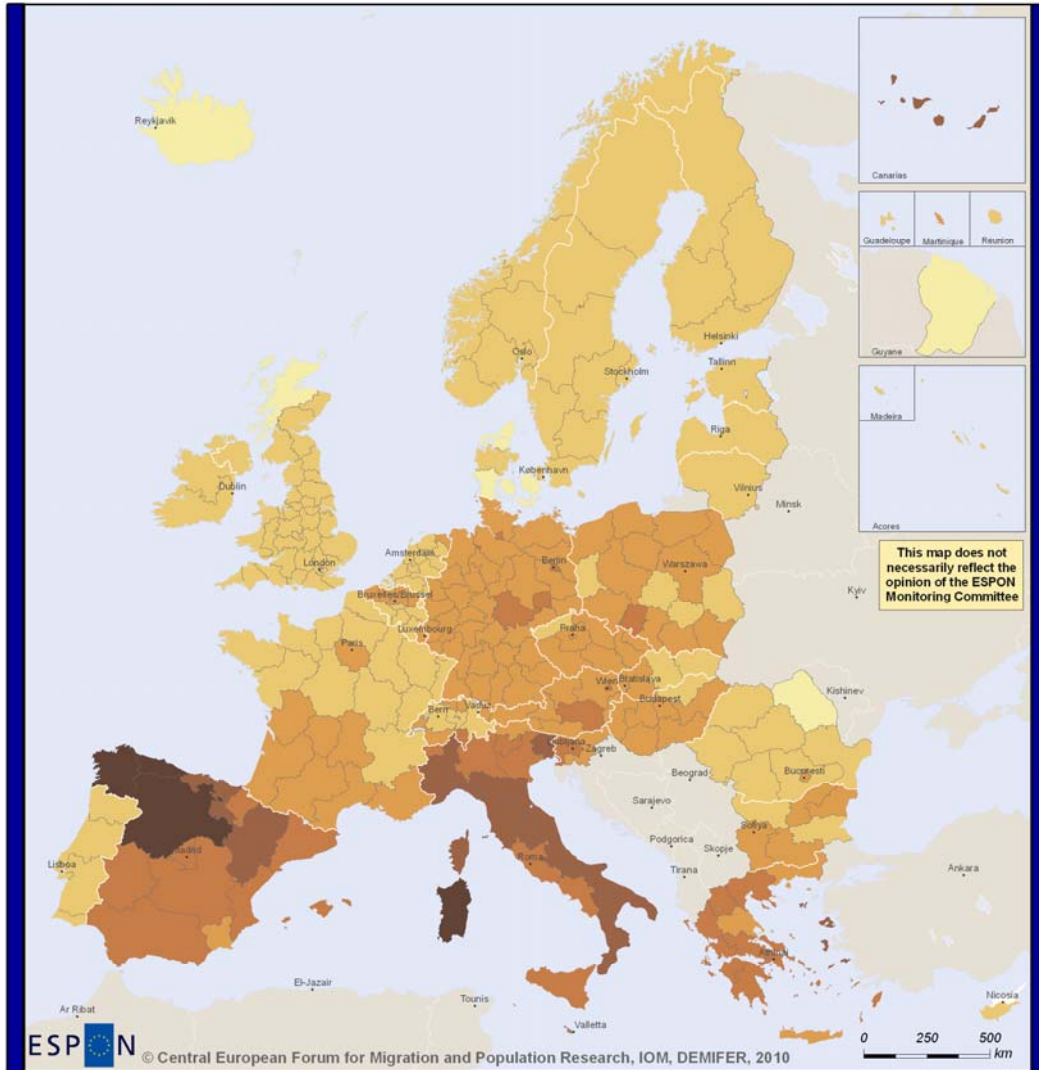 Reykjavik
Canarias
Guadeloupe
Martinique
Reunion
Guyane
Madeira
Acores
This map does not
necessarily reflect the
opinion of the ESPON
Monitoring Committee
Oslo
Helsinki
Tallinn
Stockholm
Riga
København
Vilnius
Minsk
Dublin
London
Amsterdam
Berlin
Warszawa
Bruxelles/Brussel
Kyiv
Luxembourg
Praha
Paris
Wien
Bratislava
Budapest
Kishinev
Bern
Vaduz
Ljubljana
Zagreb
Beograd
Bucuresti
Sarajevo
Podgorica
Sofiya
Skopje
Tirana
Roma
Madrid
Lisboa
Ankara
Athinai
El-Jazair
Tounis
Ar Ribat
Valletta
Nicosia
ESPON
© Central European Forum for Migration and Population Research, IOM, DEMIFER, 2010
0 250 500
km